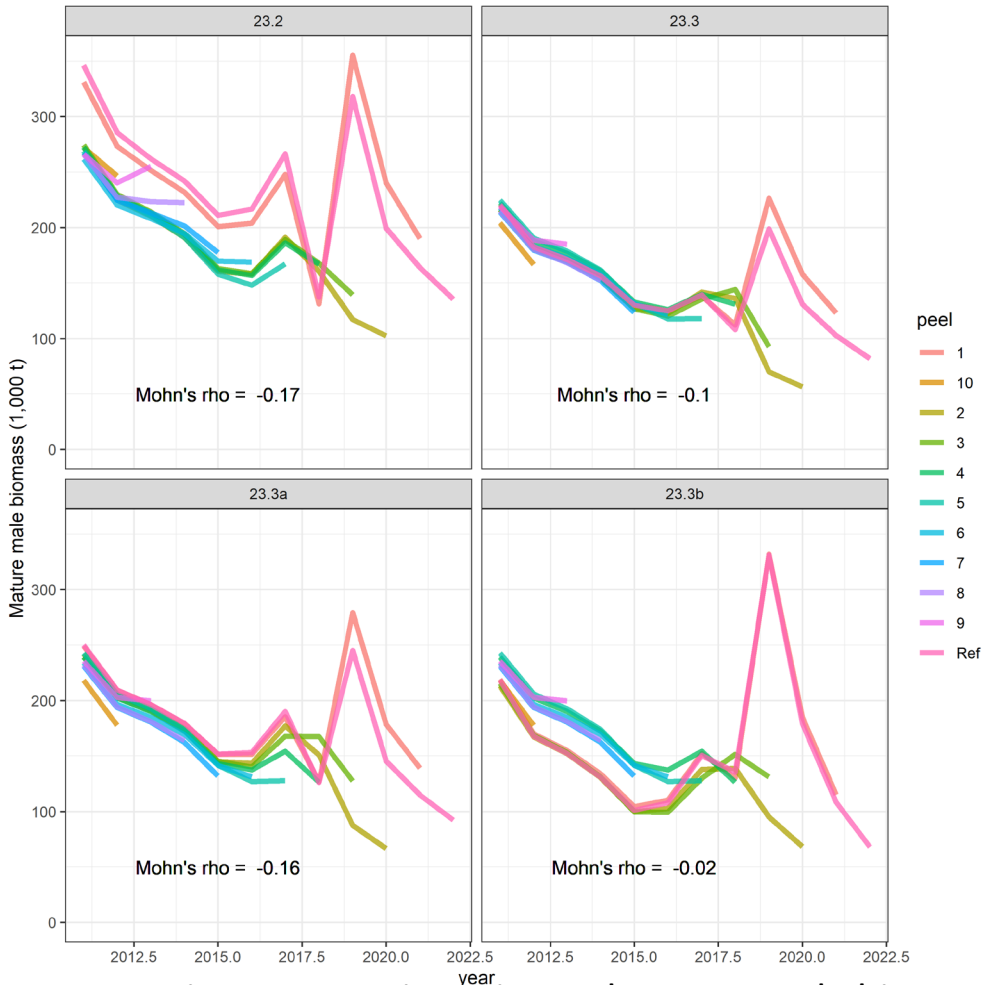 23.2
23.3
300
200
100
0
Mohn's rho = -0.17
Mohn's rho = -0.1
Mature male biomass (1,000 t)
23.3a
23.3b
300
200
100
0
Mohn's rho = -0.16
Mohn's rho = -0.02
2012.5 2015.0 2017.5 2020.0 2022.5 2012.5 2015.0 2017.5 2020.0 2022.5
year
peel
1
10
2
3
4
5
6
7
8
9
Ref